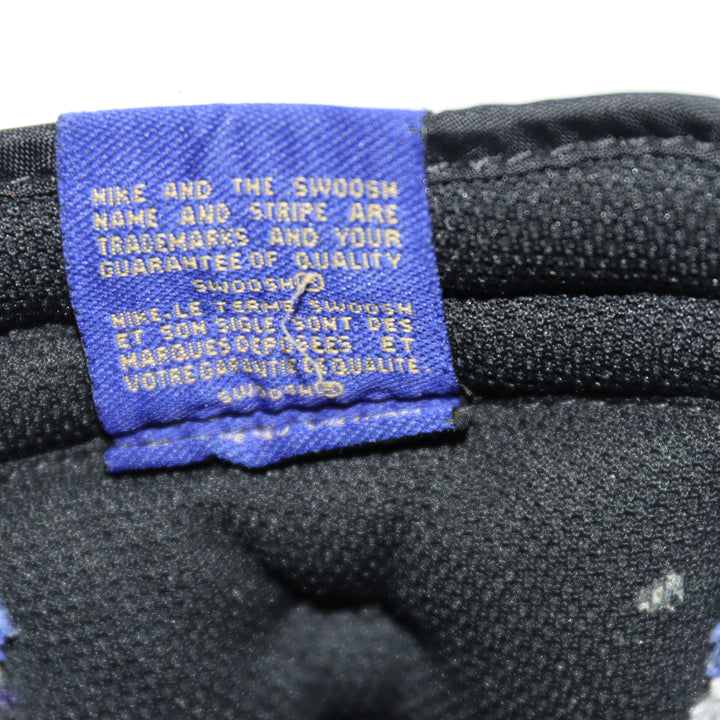 NIKE AND THE SWOOSH
NAME AND STRIPE ARE
TRADEMARKS AND YOUR
GUARANTEE OF QUALITY
SWOOSH®
NIKE, LE TERME SWOOSH
ET SON SIGLE SONT DES
MARQUES DEPOSEES ET
VOTRE GARANTIE DE QUALITE.
SWOOSH®